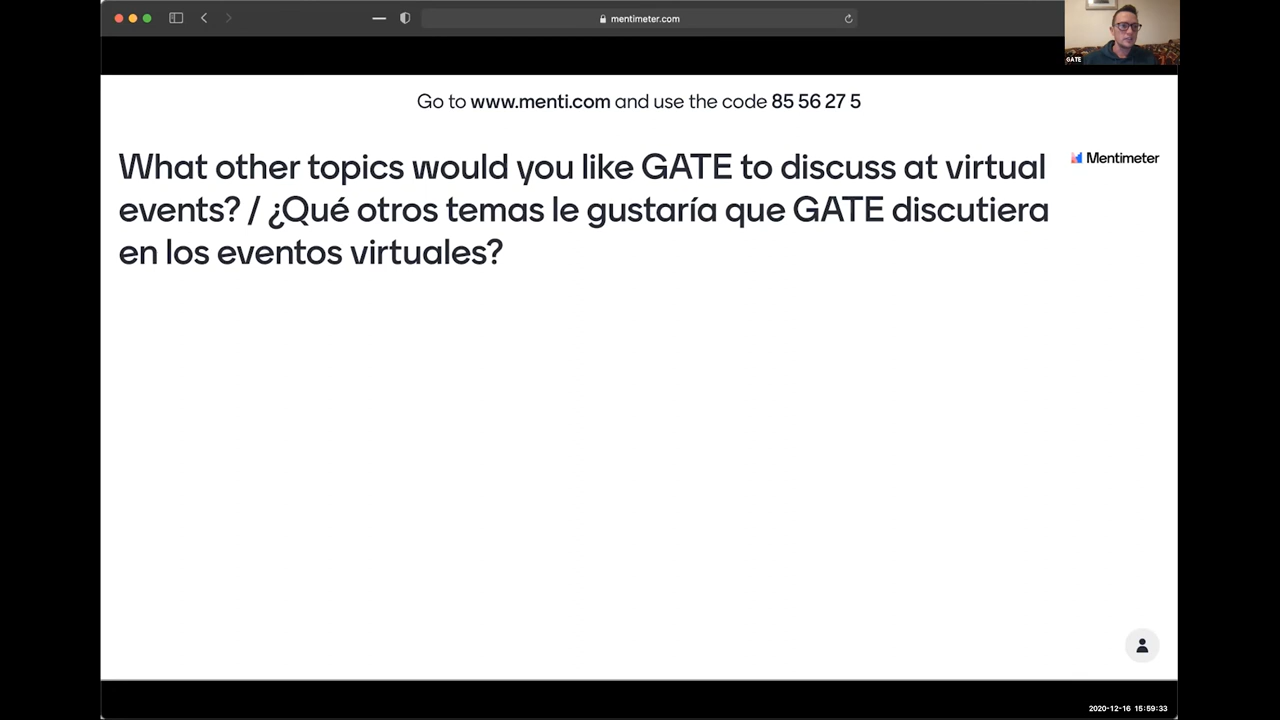 mentimeter.com
GATE
Go to www.menti.com and use the code 85 56 27 5
What other topics would you like GATE to discuss at virtual
events? / ¿Qué otros temas le gustaría que GATE discutiera
en los eventos virtuales?
Mentimeter
2020-12-16 15:59:33